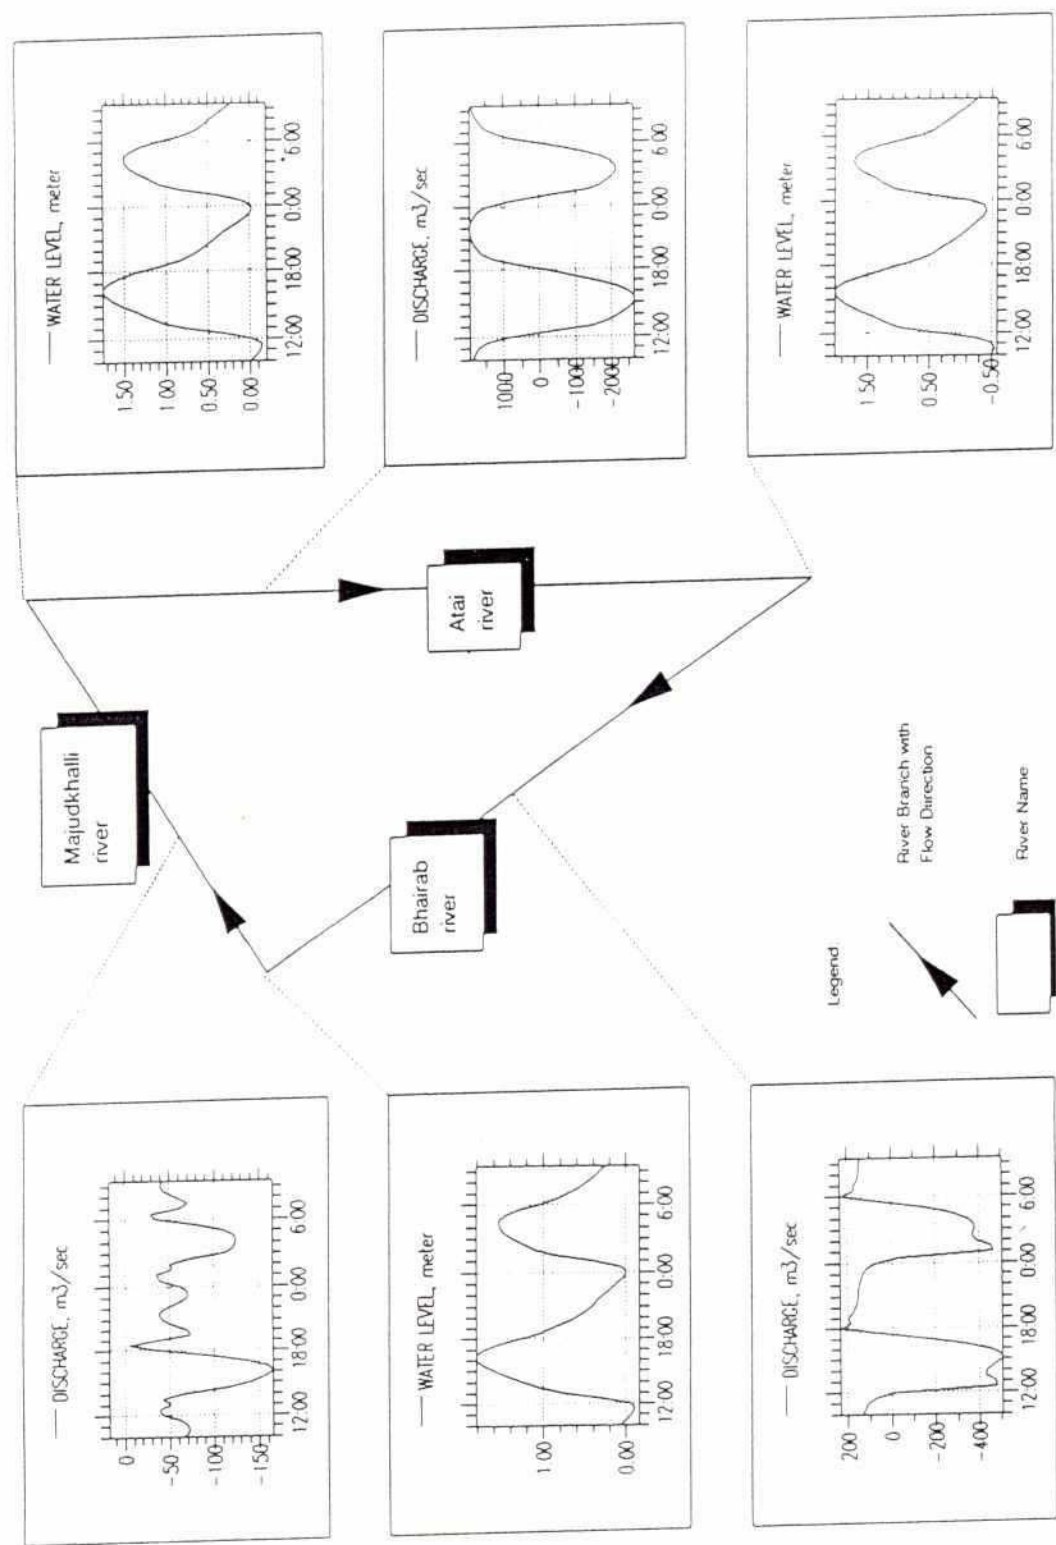 DISCHARGE, m3/sec
0
-50
-100
-150
12:00 18:00 0:00 6:00
Majudkhalli
river
WATER LEVEL, meter
1.50
1.00
0.50
0.00
12:00 18:00 0:00 6:00
WATER LEVEL, meter
1.00
0.00
12:00 18:00 0:00 6:00
Bhairab
river
Atai
river
DISCHARGE, m3/sec
1000
0
-1000
-2000
12:00 18:00 0:00 6:00
DISCHARGE, m3/sec
200
0
-200
-400
12:00 18:00 0:00 6:00
Legend
River Branch with
Flow Direction
River Name
WATER LEVEL, meter
1.50
0.50
-0.50
12:00 18:00 0:00 6:00